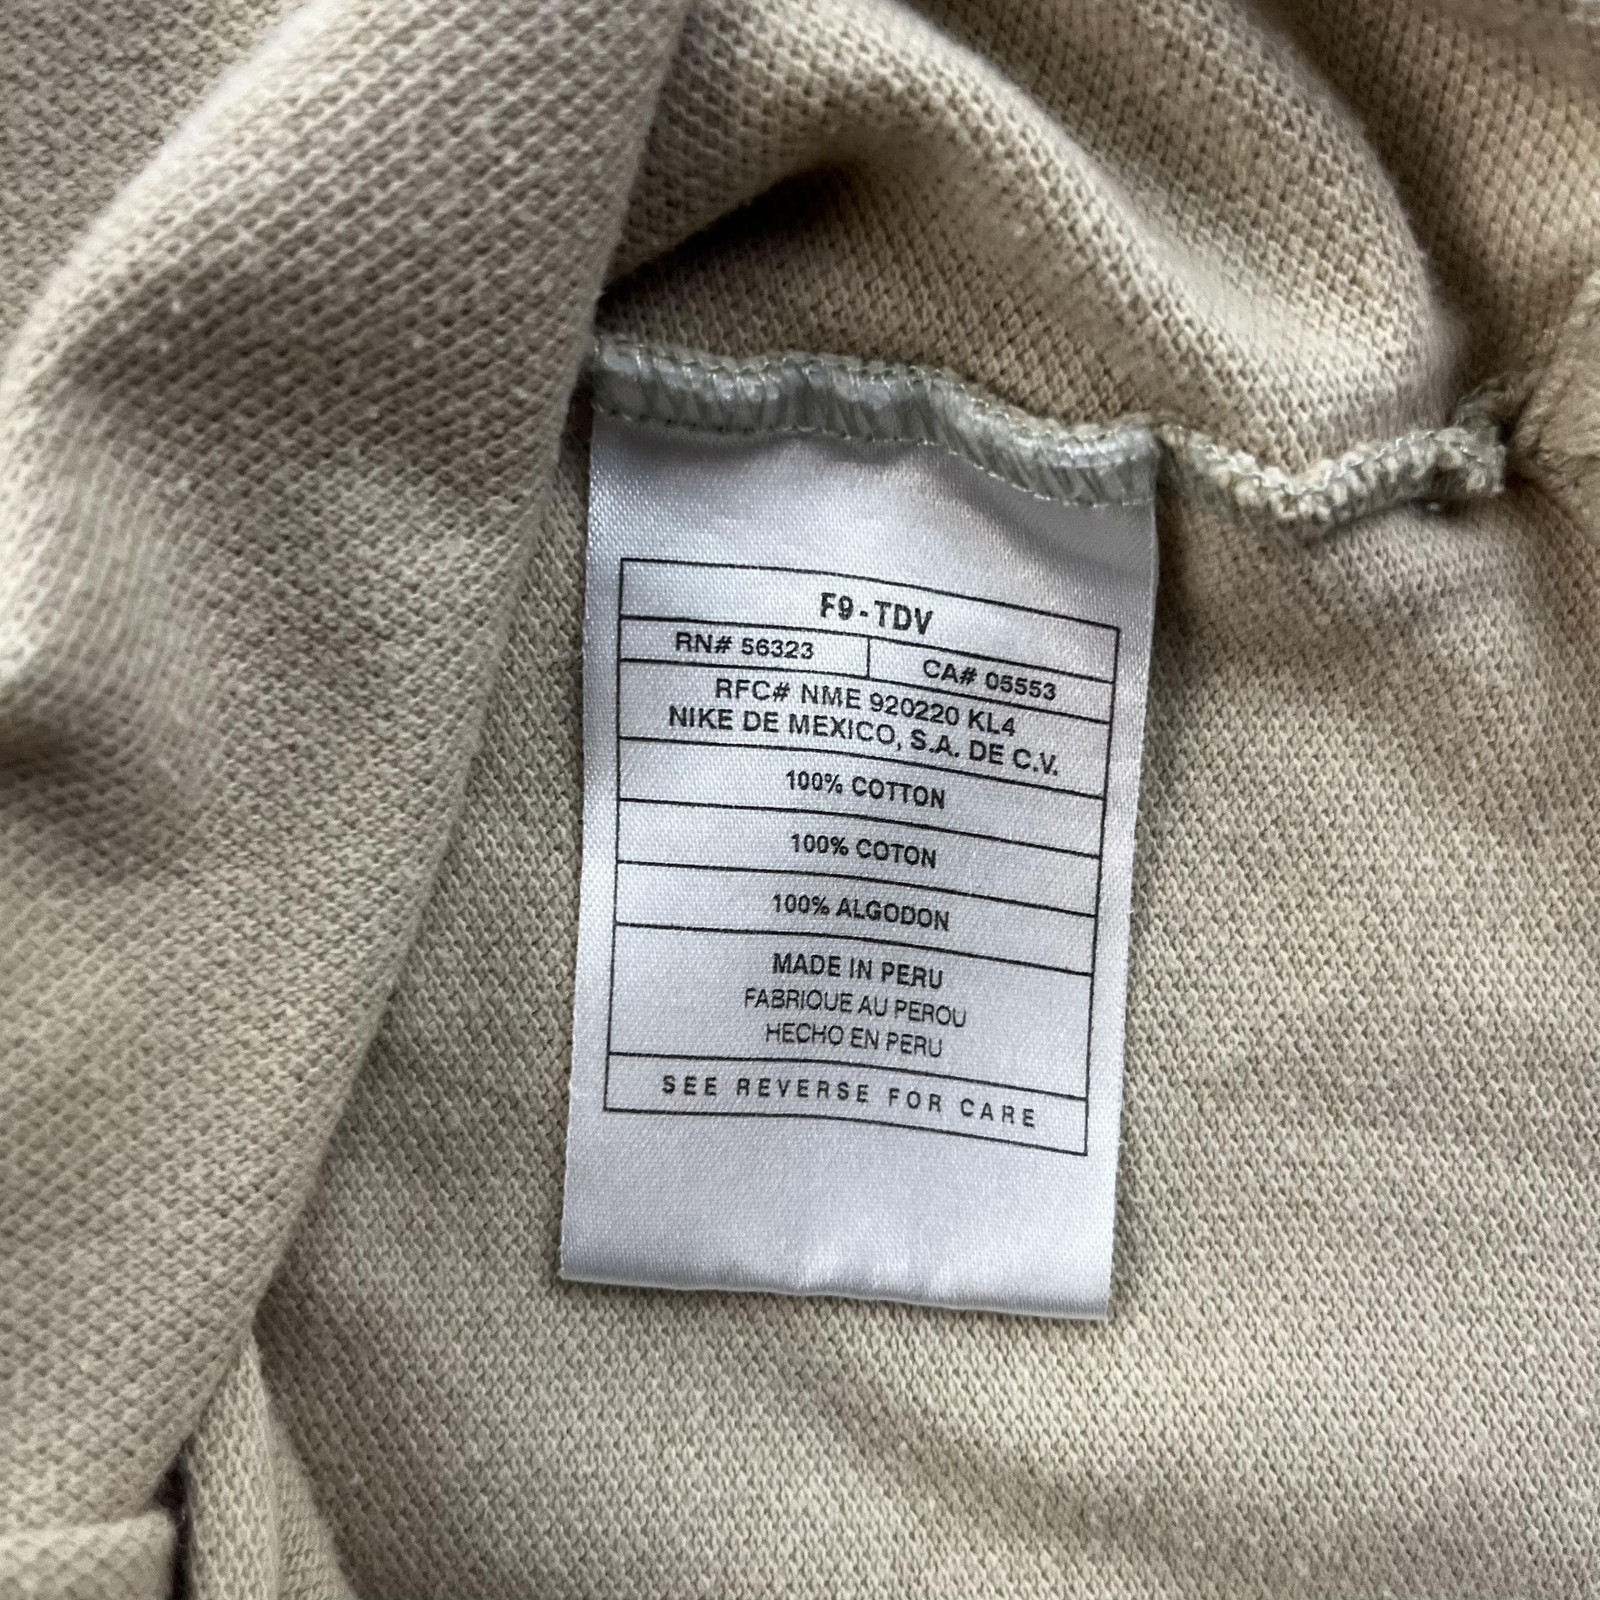 F9-TDV
RN# 56323 CA# 05553
RFC# NME 920220 KL4
NIKE DE MEXICO, S.A. DE C.V.
100% COTTON
100% COTON
100% ALGODON
MADE IN PERU
FABRIQUE AU PEROU
HECHO EN PERU
SEE REVERSE FOR CARE